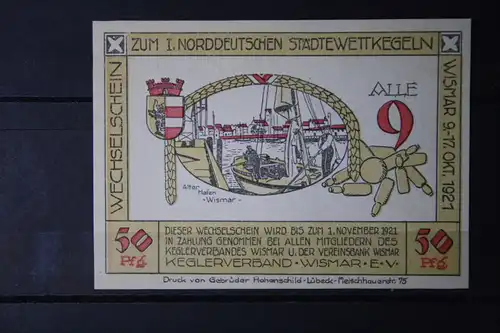 ZUM I. NORDDEUTSCHEN STÄDTEWETTKEGELN
WECHSELSCHEIN
WISMAR 9.-17. OKT. 1921
ALLE
9
Alter
Hafen
-Wismar-
50
Pfg
DIESER WECHSELSCHEIN WIRD BIS ZUM 1. NOVEMBER 1921
IN ZAHLUNG GENOMMEN BEI ALLEN MITGLIEDERN DES
KEGLERVERBANDES WISMAR U. DER VEREINSBANK WISMAR
KEGLERVERBAND - WISMAR - E.V.
50
Pfg
Druck von Gebrüder Hohenschild - Lübeck - Fleischhauerstr. 75